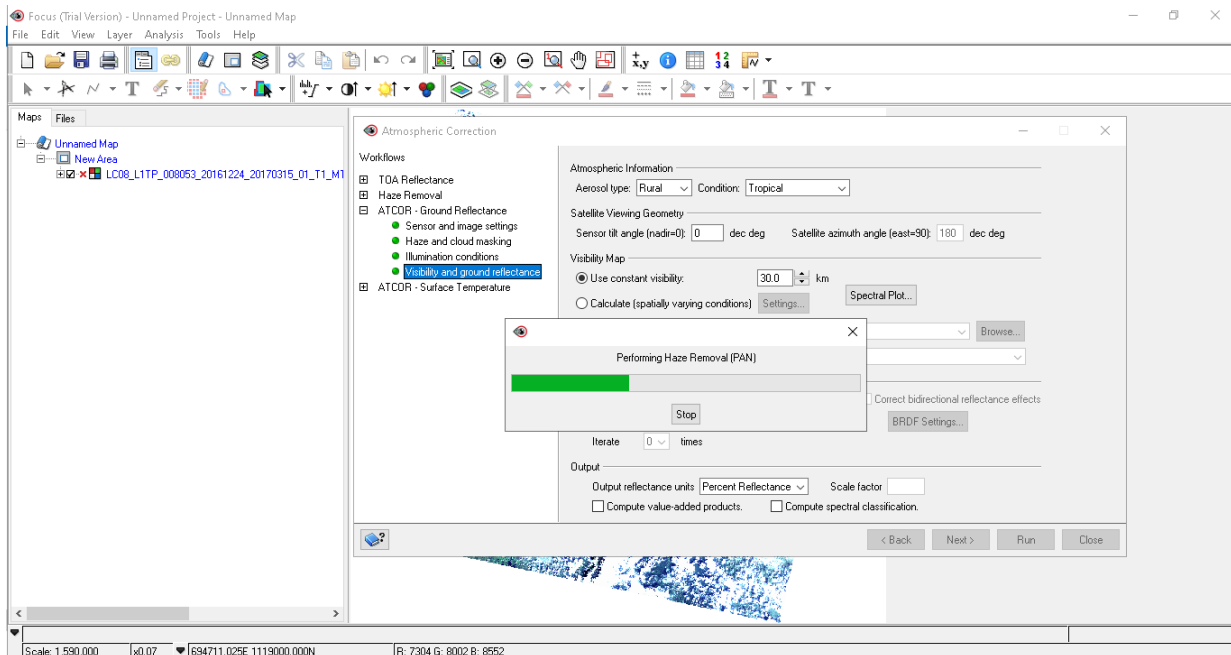 Focus (Trial Version) - Unnamed Project - Unnamed Map
File Edit View Layer Analysis Tools Help
Maps Files
Unnamed Map
New Area
LC08_L1TP_008053_20161224_20170315_01_T1_MT
Atmospheric Correction
Workflows
TOA Reflectance
Haze Removal
ATCOR - Ground Reflectance
Sensor and image settings
Haze and cloud masking
Illumination conditions
Visibility and ground reflectance
ATCOR - Surface Temperature
Atmospheric Information
Aerosol type: Rural Condition: Tropical
Satellite Viewing Geometry
Sensor tilt angle (nadir=0): 0 dec deg Satellite azimuth angle (east=90): 180 dec deg
Visibility Map
Use constant visibility: 30.0 km
Calculate (spatially varying conditions) Settings... Spectral Plot...
Browse...
Performing Haze Removal (PAN)
Stop
Correct bidirectional reflectance effects
BRDF Settings...
Iterate 0 times
Output
Output reflectance units Percent Reflectance Scale factor
Compute value-added products. Compute spectral classification.
< Back Next > Run Close
Scale: 1:590,000 x0.07 694711.025E 1119000.000N R: 7304 G: 8002 B: 8552